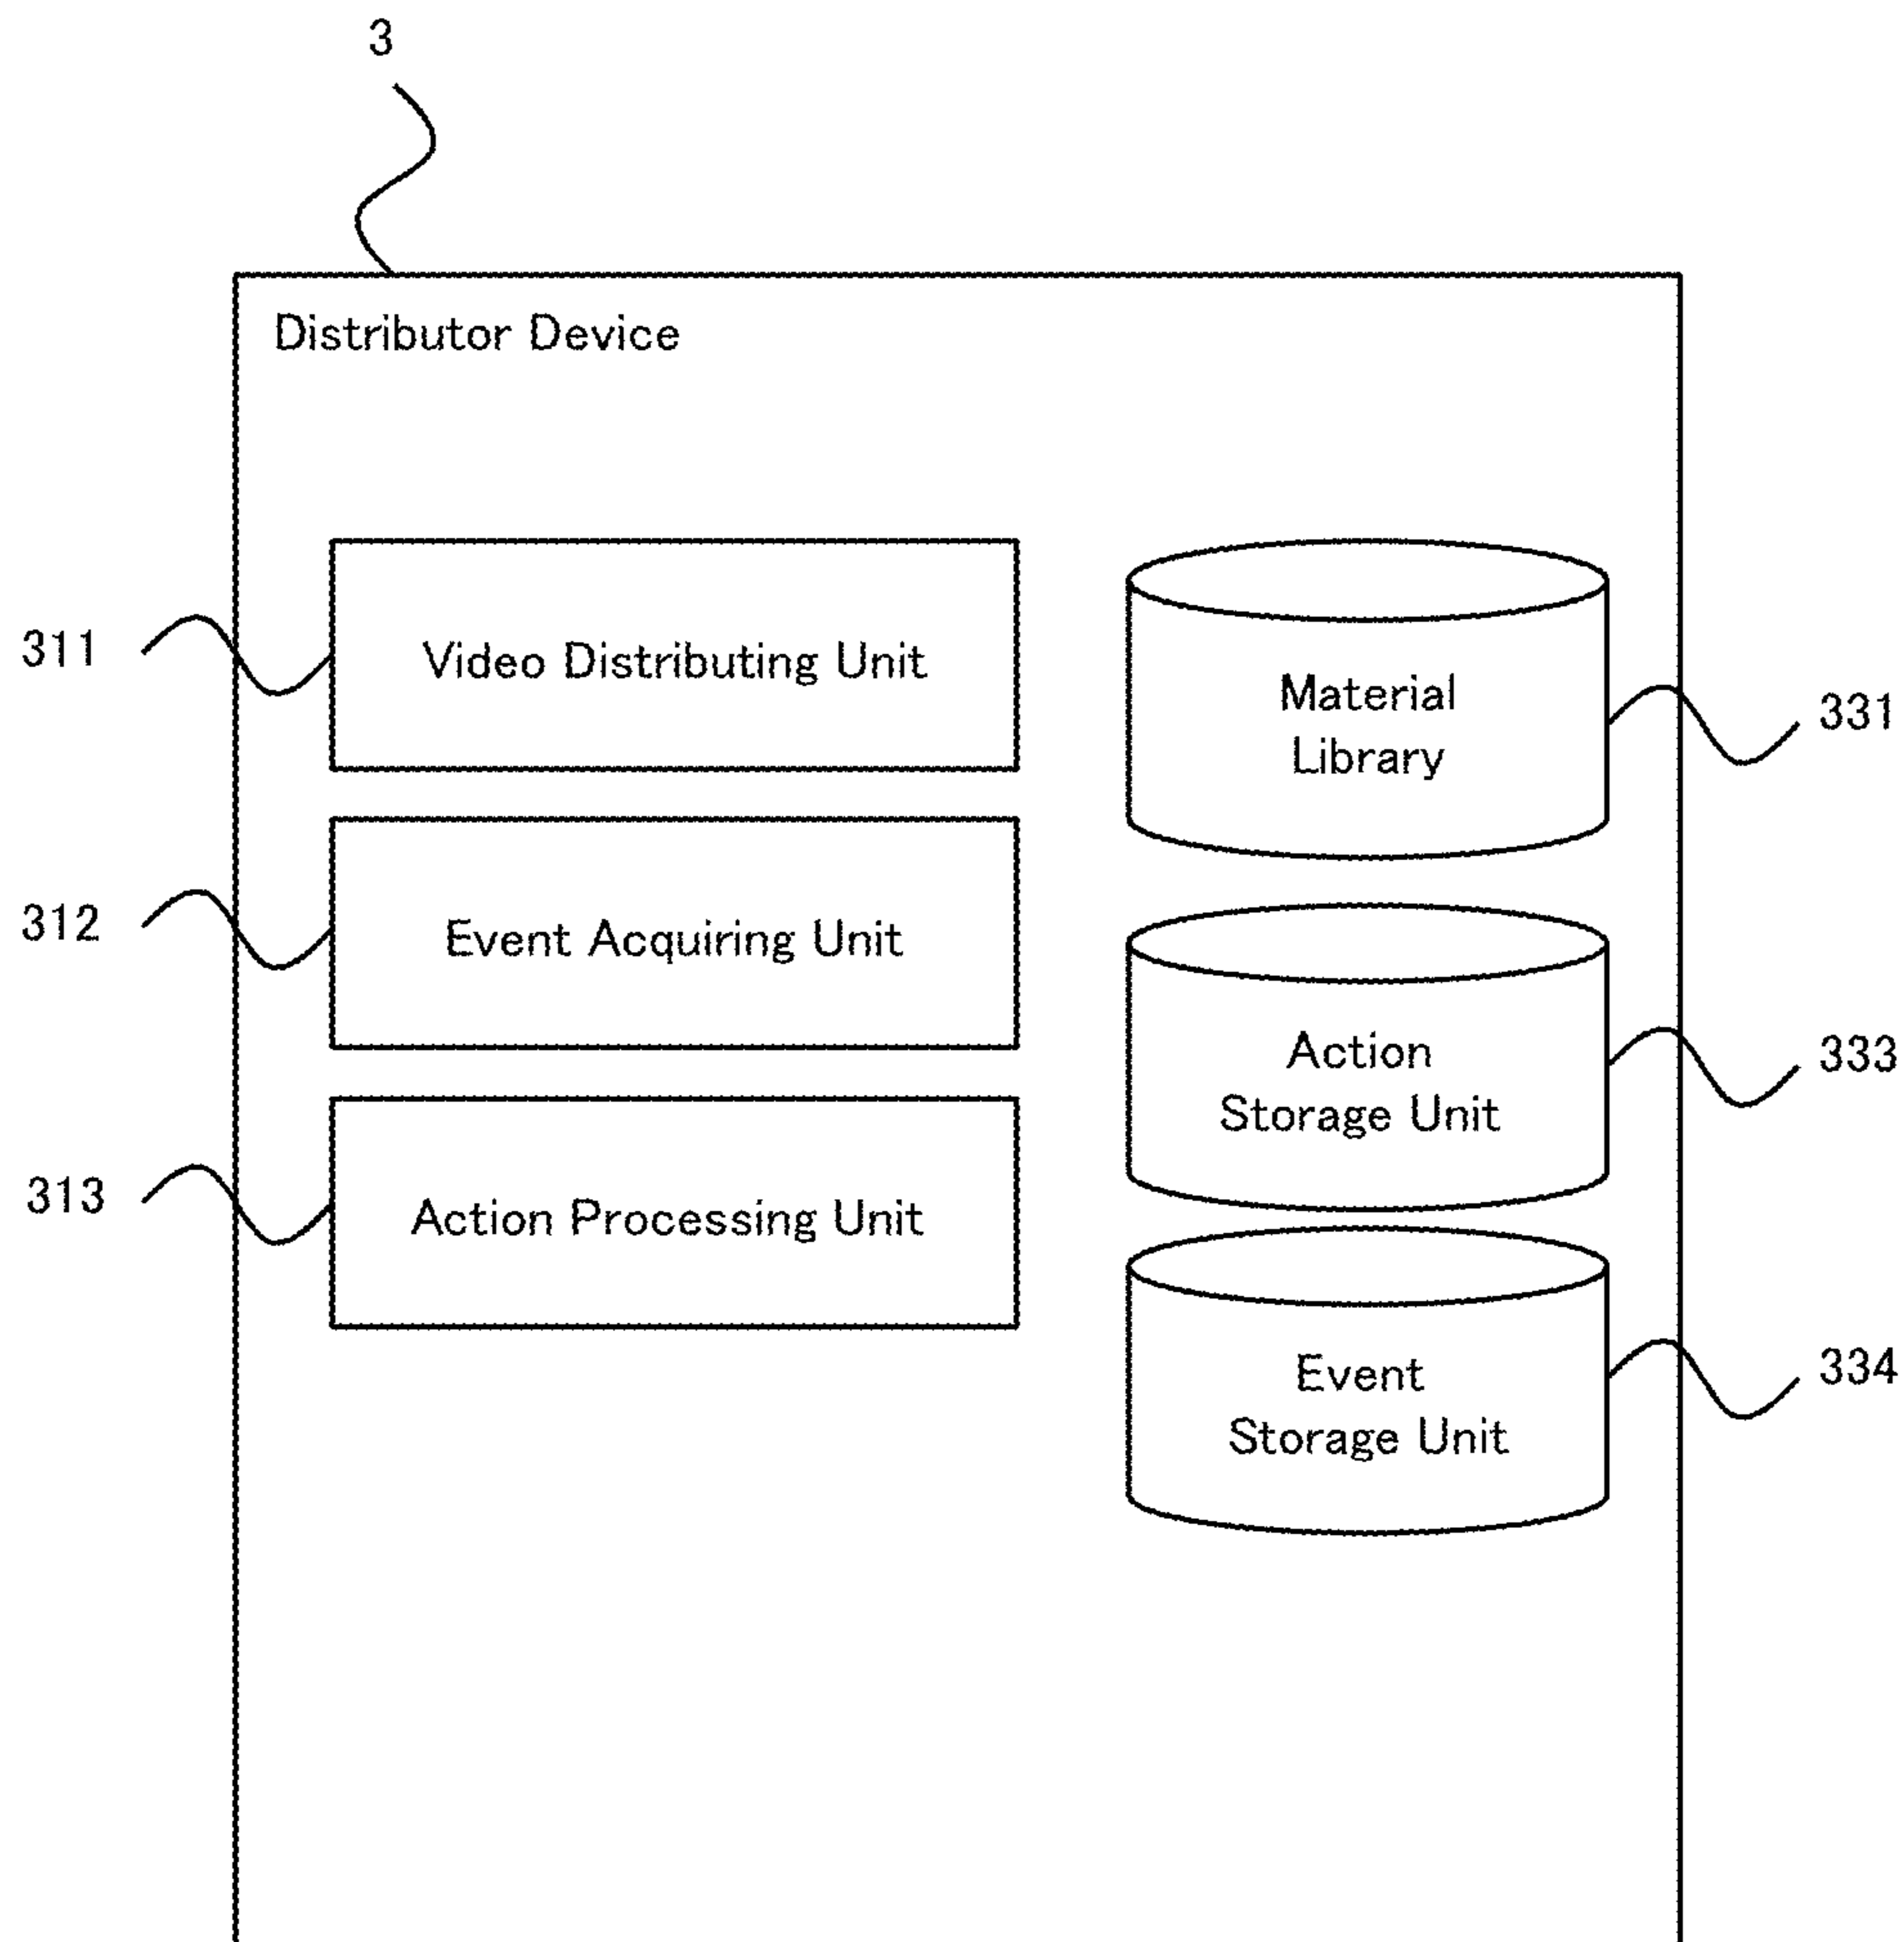 3
Distributor Device
311
Video Distributing Unit
Material
Library
331
312
Event Acquiring Unit
Action
Storage Unit
333
313
Action Processing Unit
Event
Storage Unit
334